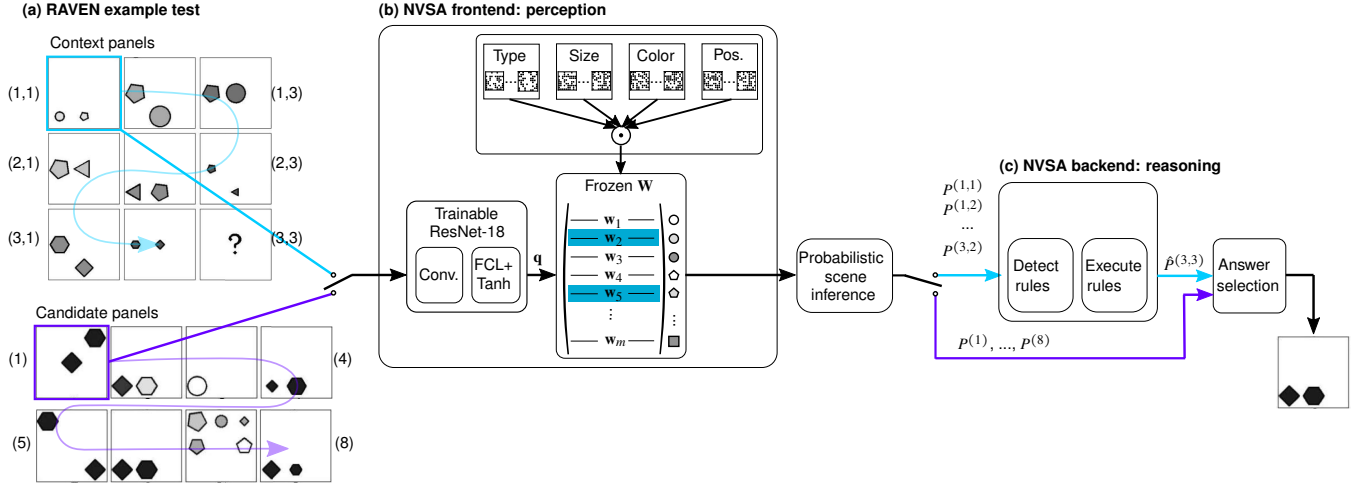 (a) RAVEN example test
Context panels
(1,1)
(1,3)
(2,1)
(2,3)
(3,1)
?
(3,3)
Candidate panels
(1)
(4)
(5)
(8)
(b) NVSA frontend: perception
Type
Size
Color
Pos.
...
...
...
...
Trainable
ResNet-18
Conv.
FCL+
Tanh
q
Frozen W
w1
w2
w3
w4
w5
⋮
⋮
wm
Probabilistic
scene
inference
(c) NVSA backend: reasoning
P(1,1)
P(1,2)
...
P(3,2)
Detect
rules
Execute
rules
P̂(3,3)
Answer
selection
P(1), ..., P(8)